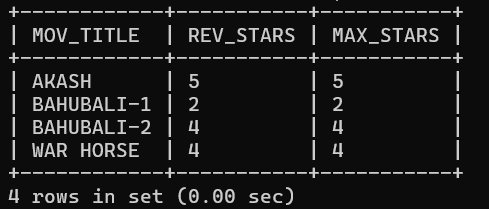 +------------+-----------+-----------+
| MOV_TITLE  | REV_STARS | MAX_STARS |
+------------+-----------+-----------+
| AKASH      | 5         | 5         |
| BAHUBALI-1 | 2         | 2         |
| BAHUBALI-2 | 4         | 4         |
| WAR HORSE  | 4         | 4         |
+------------+-----------+-----------+
4 rows in set (0.00 sec)